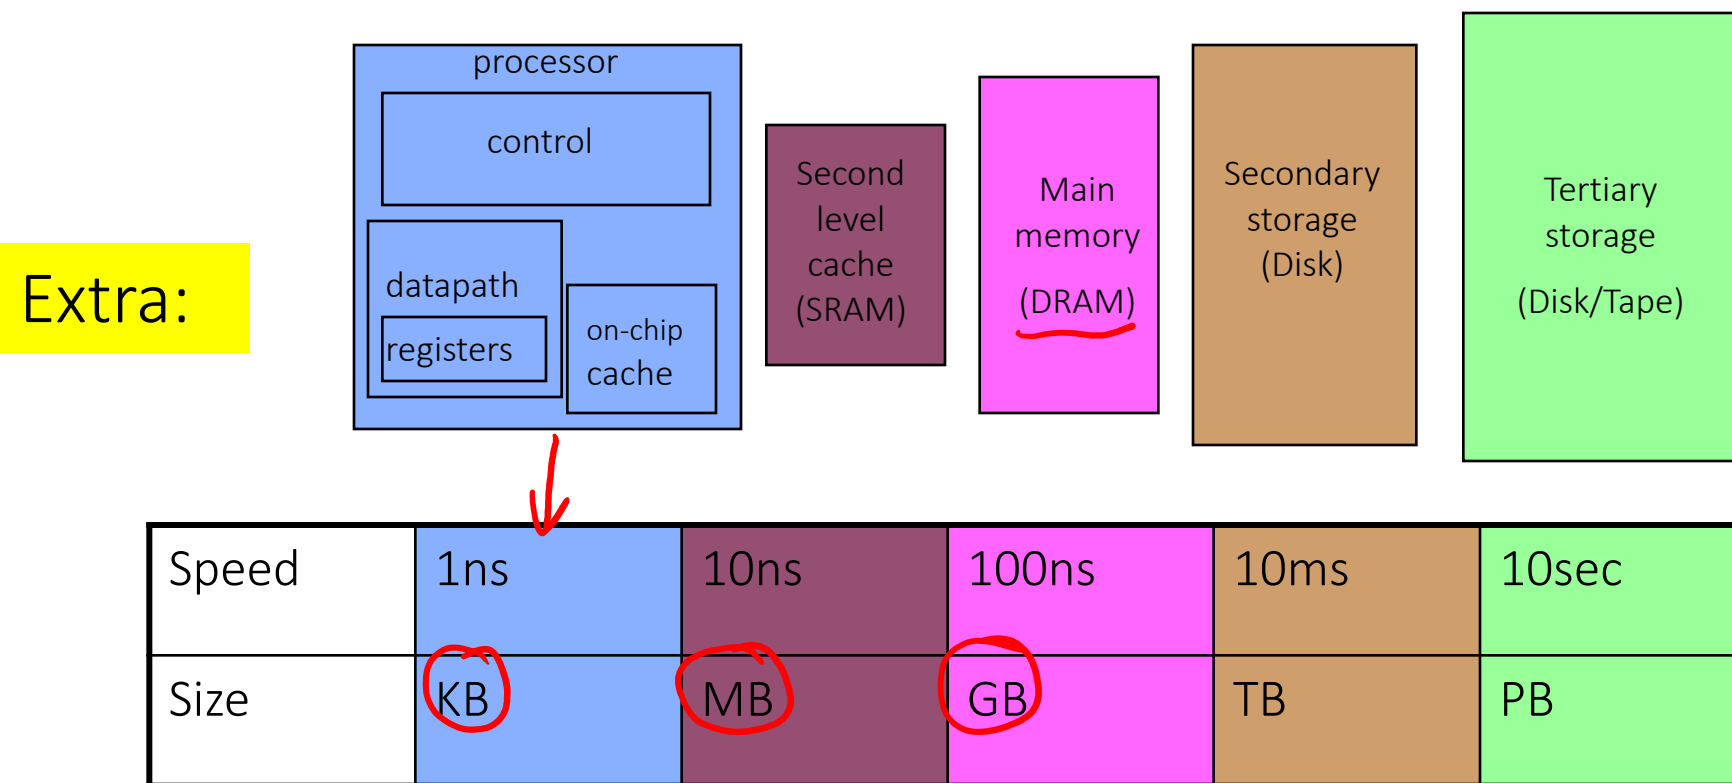 processor
control
datapath
registers
on-chip
cache
Second
level
cache
(SRAM)
Main
memory
(DRAM)
Secondary
storage
(Disk)
Tertiary
storage
(Disk/Tape)
Extra:
Speed 1ns 10ns 100ns 10ms 10sec
Size KB MB GB TB PB